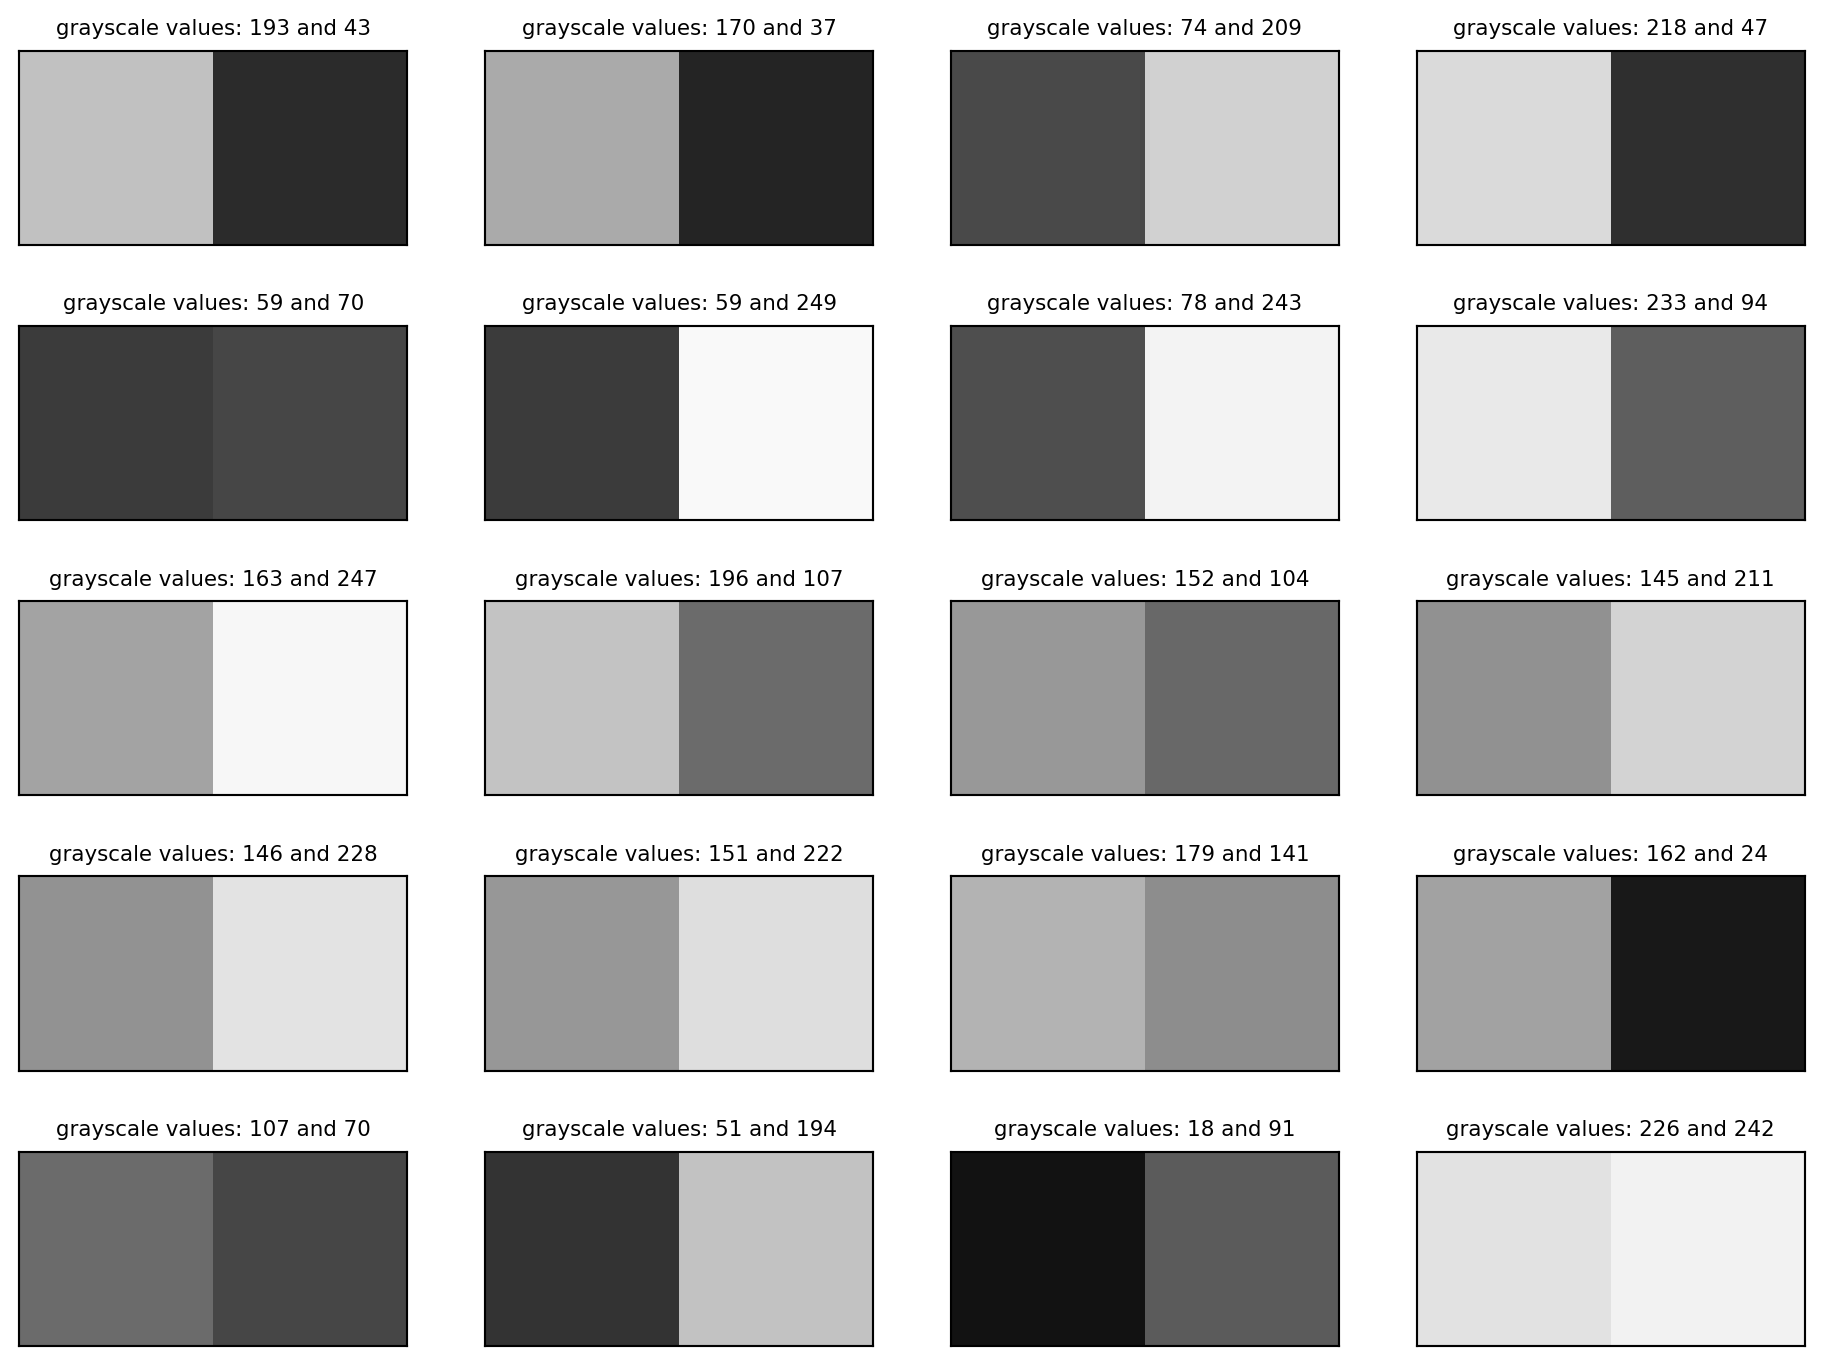 grayscale values: 193 and 43
grayscale values: 170 and 37
grayscale values: 74 and 209
grayscale values: 218 and 47
grayscale values: 59 and 70
grayscale values: 59 and 249
grayscale values: 78 and 243
grayscale values: 233 and 94
grayscale values: 163 and 247
grayscale values: 196 and 107
grayscale values: 152 and 104
grayscale values: 145 and 211
grayscale values: 146 and 228
grayscale values: 151 and 222
grayscale values: 179 and 141
grayscale values: 162 and 24
grayscale values: 107 and 70
grayscale values: 51 and 194
grayscale values: 18 and 91
grayscale values: 226 and 242